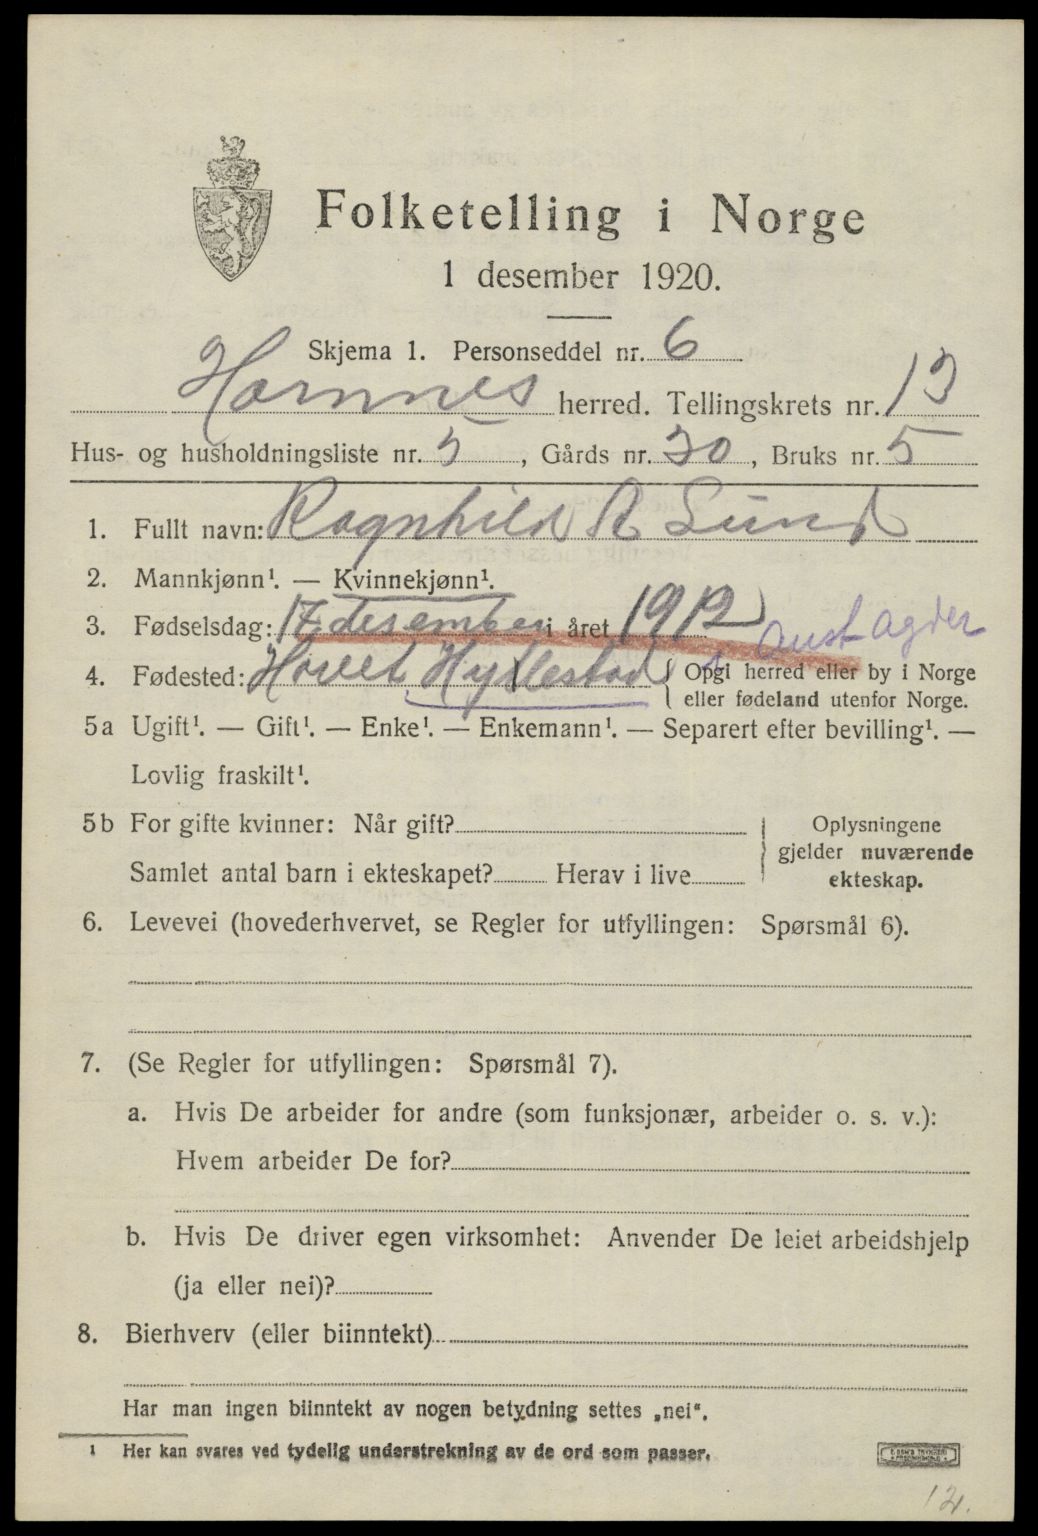 Folketelling i Norge
1 desember 1920.
Skjema 1. Personseddel nr. 6
Hornnes herred. Tellingskrets nr. 13
Hus- og husholdningsliste nr. 5, Gårds nr. 30, Bruks nr. 5
1. Fullt navn: Ragnhild A Lund
2. Mannkjønn¹. — Kvinnekjønn¹.
3. Fødselsdag: 17 desember i året 1912
Aust Agder
4. Fødested: Hovet Hyllestad { Opgi herred eller by i Norge
eller fødeland utenfor Norge.
5a Ugift¹. — Gift¹. — Enke¹. — Enkemann¹. — Separert efter bevilling¹. —
Lovlig fraskilt¹.
5b For gifte kvinner: Når gift?
Samlet antal barn i ekteskapet? Herav i live
Oplysningene
gjelder nuværende
ekteskap.
6. Levevei (hovederhvervet, se Regler for utfyllingen: Spørsmål 6).
7. (Se Regler for utfyllingen: Spørsmål 7).
a. Hvis De arbeider for andre (som funksjonær, arbeider o. s. v.):
Hvem arbeider De for?
b. Hvis De driver egen virksomhet: Anvender De leiet arbeidshjelp
(ja eller nei)?
8. Bierhverv (eller biinntekt)
Har man ingen biinntekt av nogen betydning settes „nei“.
¹ Her kan svares ved tydelig understrekning av de ord som passer.
12.